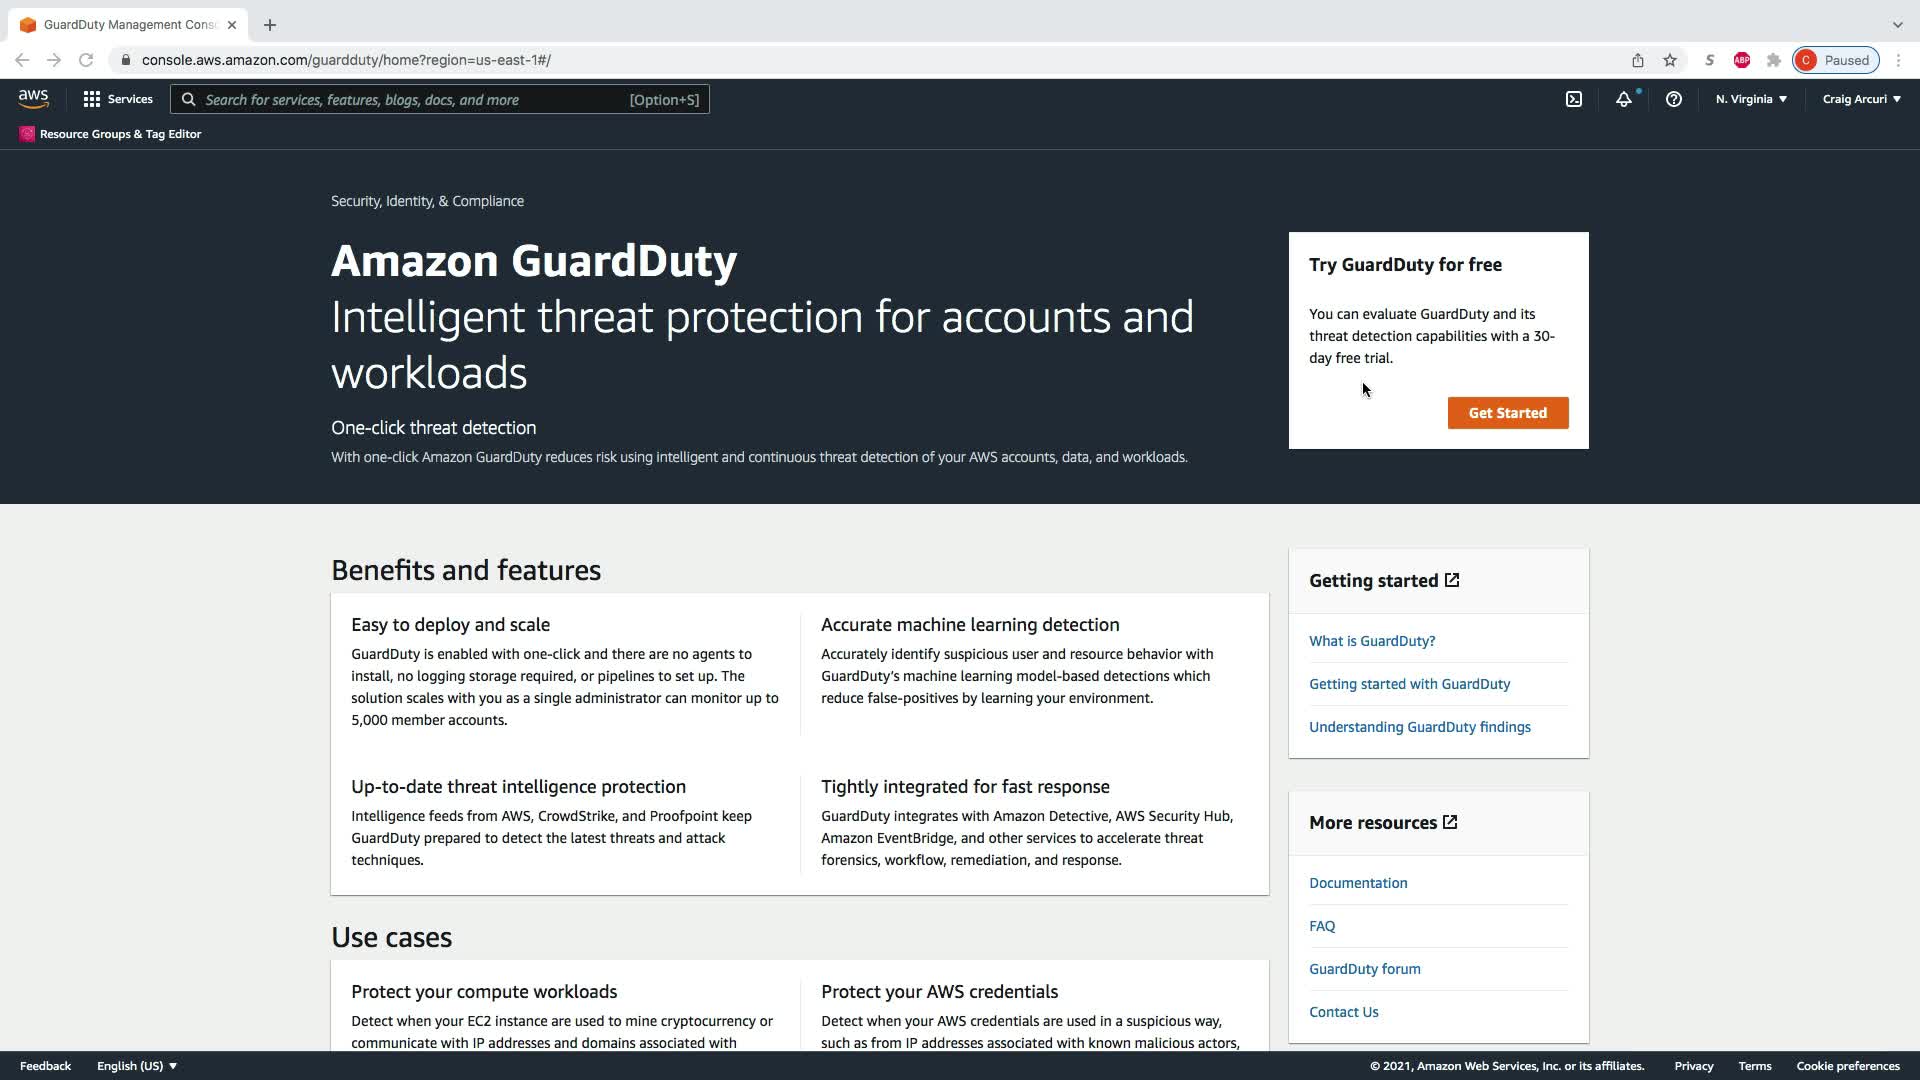 GuardDuty Management Conso
console.aws.amazon.com/guardduty/home?region=us-east-1#/
S
ABP
C
Paused
aws
Services
Search for services, features, blogs, docs, and more
[Option+S]
N. Virginia
Craig Arcuri
Resource Groups & Tag Editor
Security, Identity, & Compliance
Amazon GuardDuty
Intelligent threat protection for accounts and
workloads
One-click threat detection
With one-click Amazon GuardDuty reduces risk using intelligent and continuous threat detection of your AWS accounts, data, and workloads.
Try GuardDuty for free
You can evaluate GuardDuty and its
threat detection capabilities with a 30-
day free trial.
Get Started
Benefits and features
Easy to deploy and scale
GuardDuty is enabled with one-click and there are no agents to
install, no logging storage required, or pipelines to set up. The
solution scales with you as a single administrator can monitor up to
5,000 member accounts.
Accurate machine learning detection
Accurately identify suspicious user and resource behavior with
GuardDuty's machine learning model-based detections which
reduce false-positives by learning your environment.
Up-to-date threat intelligence protection
Intelligence feeds from AWS, CrowdStrike, and Proofpoint keep
GuardDuty prepared to detect the latest threats and attack
techniques.
Tightly integrated for fast response
GuardDuty integrates with Amazon Detective, AWS Security Hub,
Amazon EventBridge, and other services to accelerate threat
forensics, workflow, remediation, and response.
Use cases
Protect your compute workloads
Detect when your EC2 instance are used to mine cryptocurrency or
communicate with IP addresses and domains associated with
Protect your AWS credentials
Detect when your AWS credentials are used in a suspicious way,
such as from IP addresses associated with known malicious actors,
Getting started
What is GuardDuty?
Getting started with GuardDuty
Understanding GuardDuty findings
More resources
Documentation
FAQ
GuardDuty forum
Contact Us
Feedback
English (US)
© 2021, Amazon Web Services, Inc. or its affiliates.
Privacy
Terms
Cookie preferences